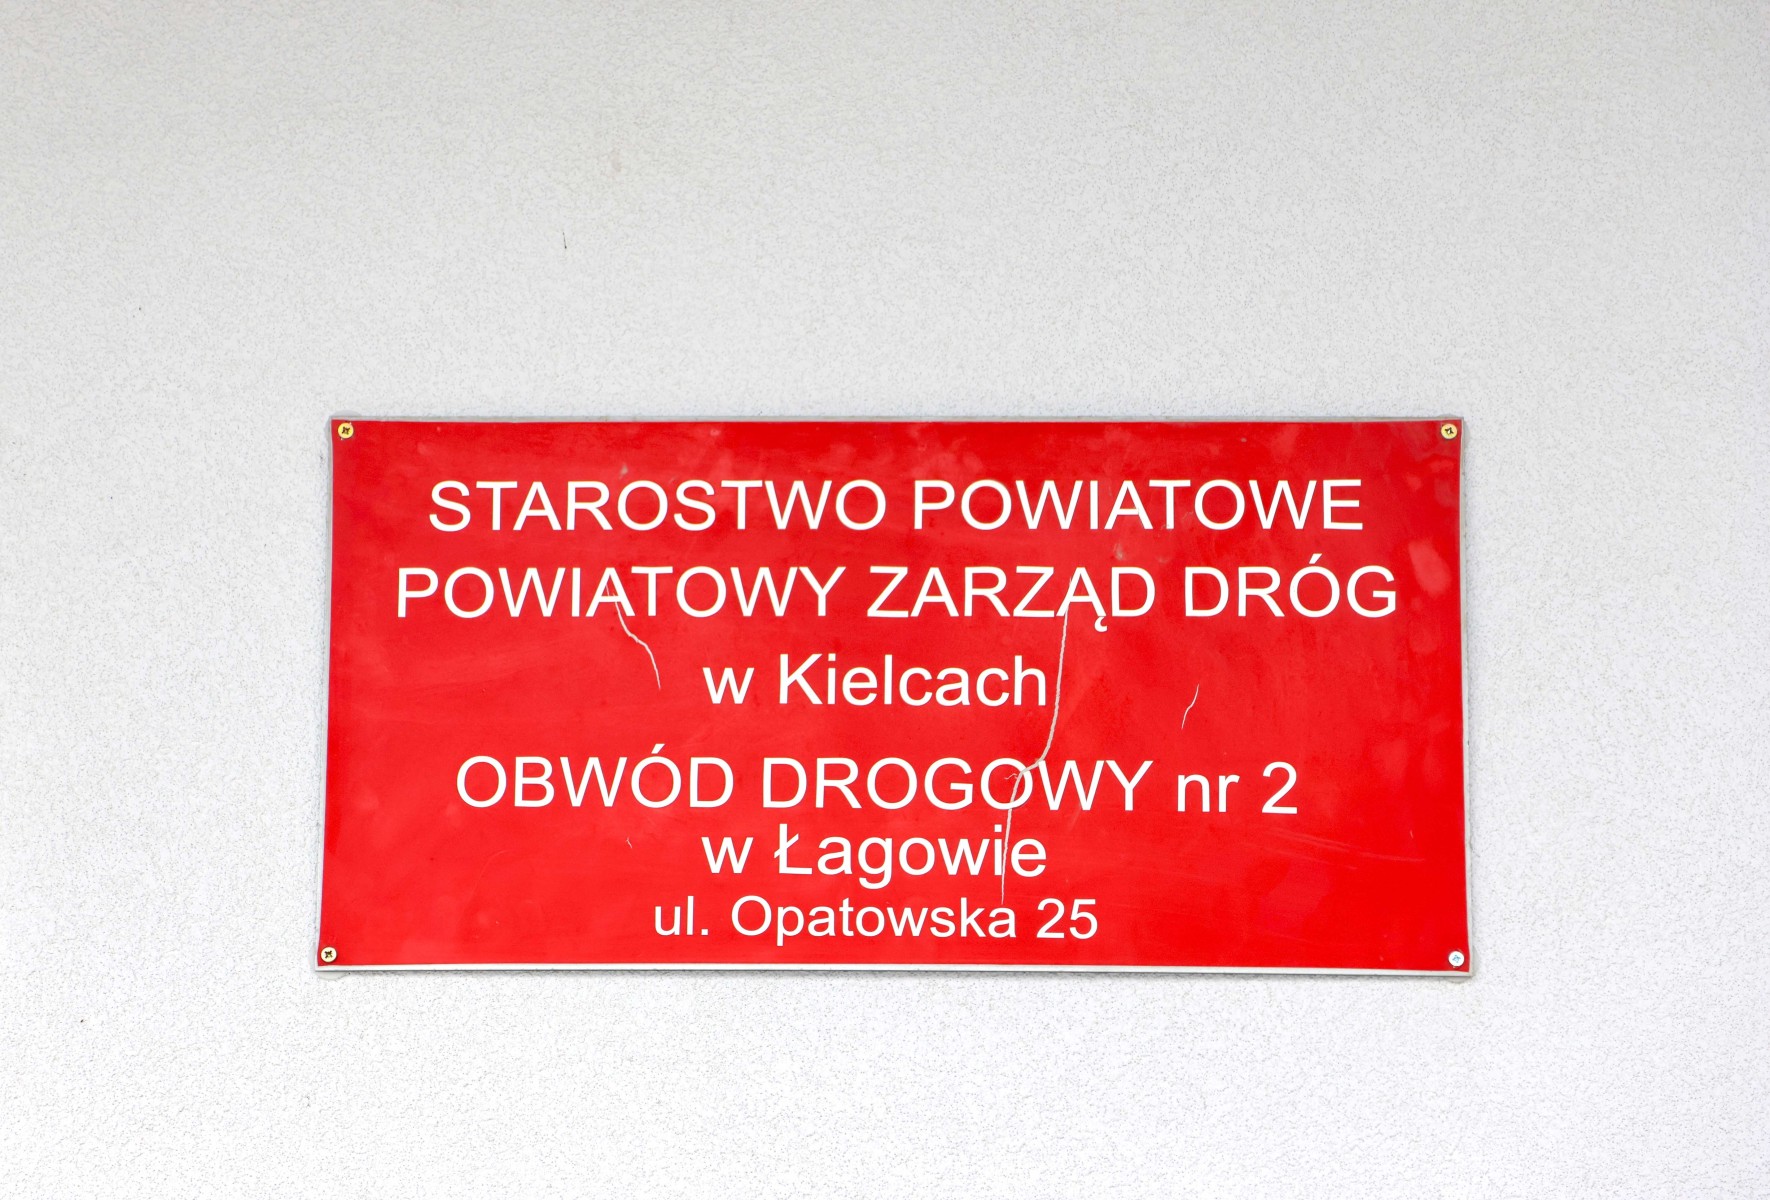 STAROSTWO POWIATOWE
POWIATOWY ZARZĄD DRÓG
w Kielcach
OBWÓD DROGOWY nr 2
w Łagowie
ul. Opatowska 25